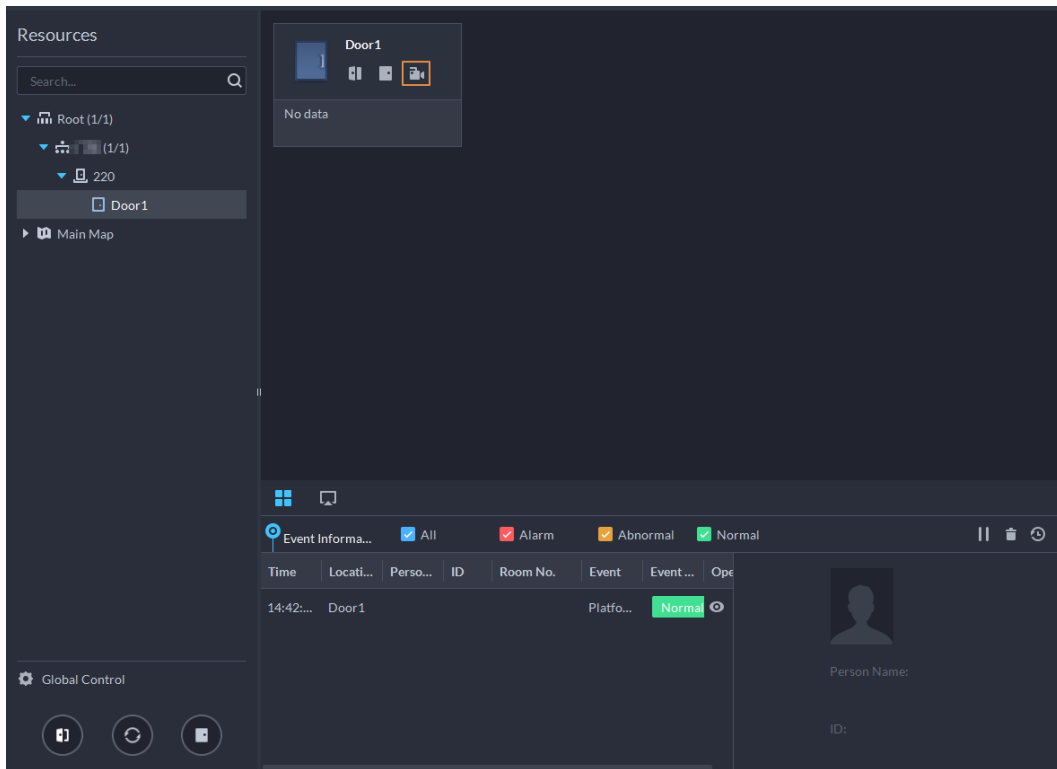 Resources
Search...
Root (1/1)
(1/1)
220
Door1
Main Map
Global Control
Door1
No data
Event Informa...
All
Alarm
Abnormal
Normal
Time Locati... Perso... ID Room No. Event Event ... Ope
14:42:... Door1 Platfo... Normal
Person Name:
ID: